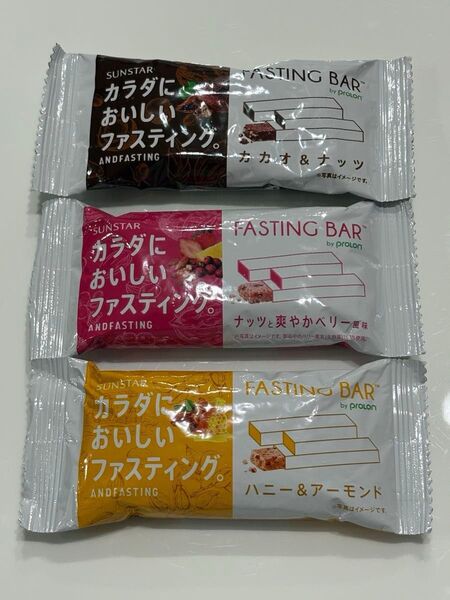 SUNSTAR
カラダに
おいしい
ファスティング。
ANDFASTING
FASTING BAR™
by PROLON
カカオ&ナッツ
※写真はイメージです。
SUNSTAR
カラダに
おいしい
ファスティング。
ANDFASTING
FASTING BAR™
by PROLON
ナッツと爽やかベリー風味
SUNSTAR
カラダに
おいしい
ファスティング。
ANDFASTING
FASTING BAR™
by PROLON
ハニー&アーモンド
※写真はイメージです。